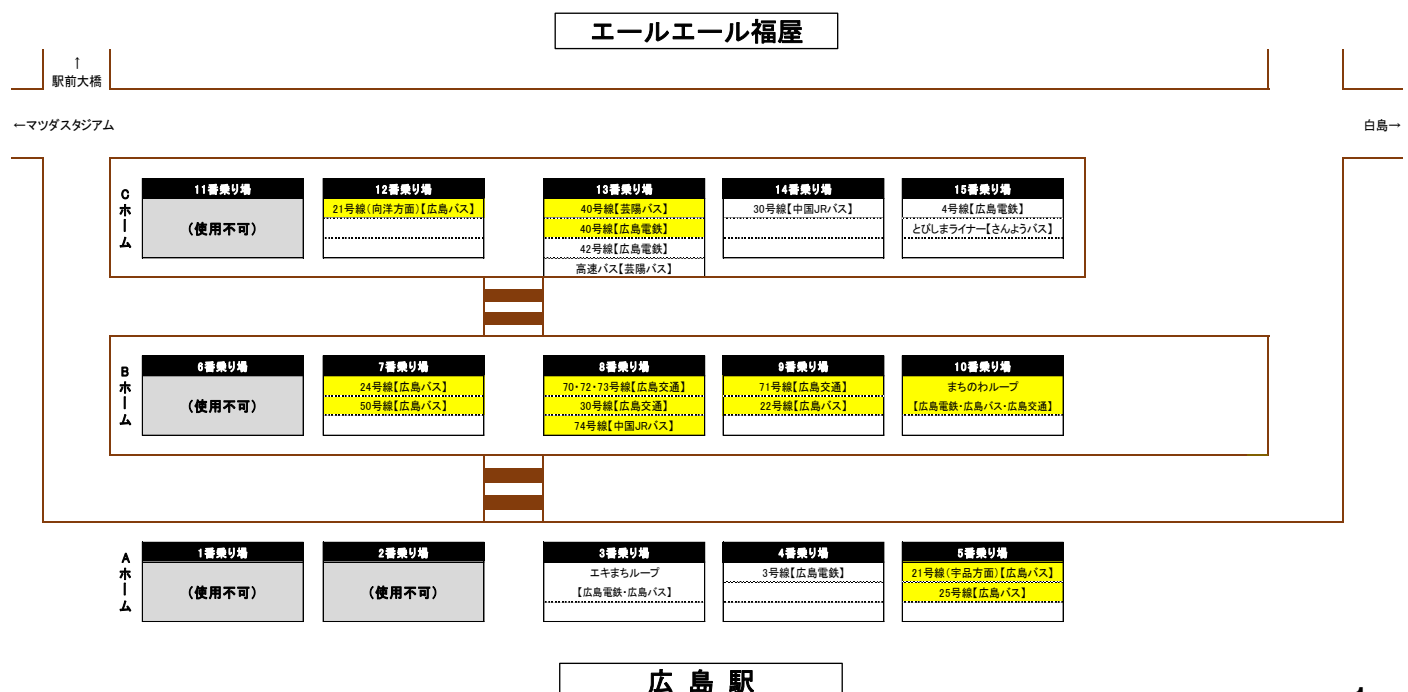 エールエール福屋
↑
駅前大橋
←マツダスタジアム
白島→
Cホーム
11番乗り場
(使用不可)
12番乗り場
21号線(向洋方面)【広島バス】
13番乗り場
40号線【芸陽バス】
40号線【広島電鉄】
42号線【広島電鉄】
高速バス【芸陽バス】
14番乗り場
30号線【中国JRバス】
15番乗り場
4号線【広島電鉄】
とびしまライナー【さんようバス】
Bホーム
6番乗り場
(使用不可)
7番乗り場
24号線【広島バス】
50号線【広島バス】
8番乗り場
70・72・73号線【広島交通】
30号線【広島交通】
74号線【中国JRバス】
9番乗り場
71号線【広島交通】
22号線【広島バス】
10番乗り場
まちのわループ
【広島電鉄・広島バス・広島交通】
Aホーム
1番乗り場
(使用不可)
2番乗り場
(使用不可)
3番乗り場
エキまちループ
【広島電鉄・広島バス】
4番乗り場
3号線【広島電鉄】
5番乗り場
21号線(宇品方面)【広島バス】
25号線【広島バス】
広島駅